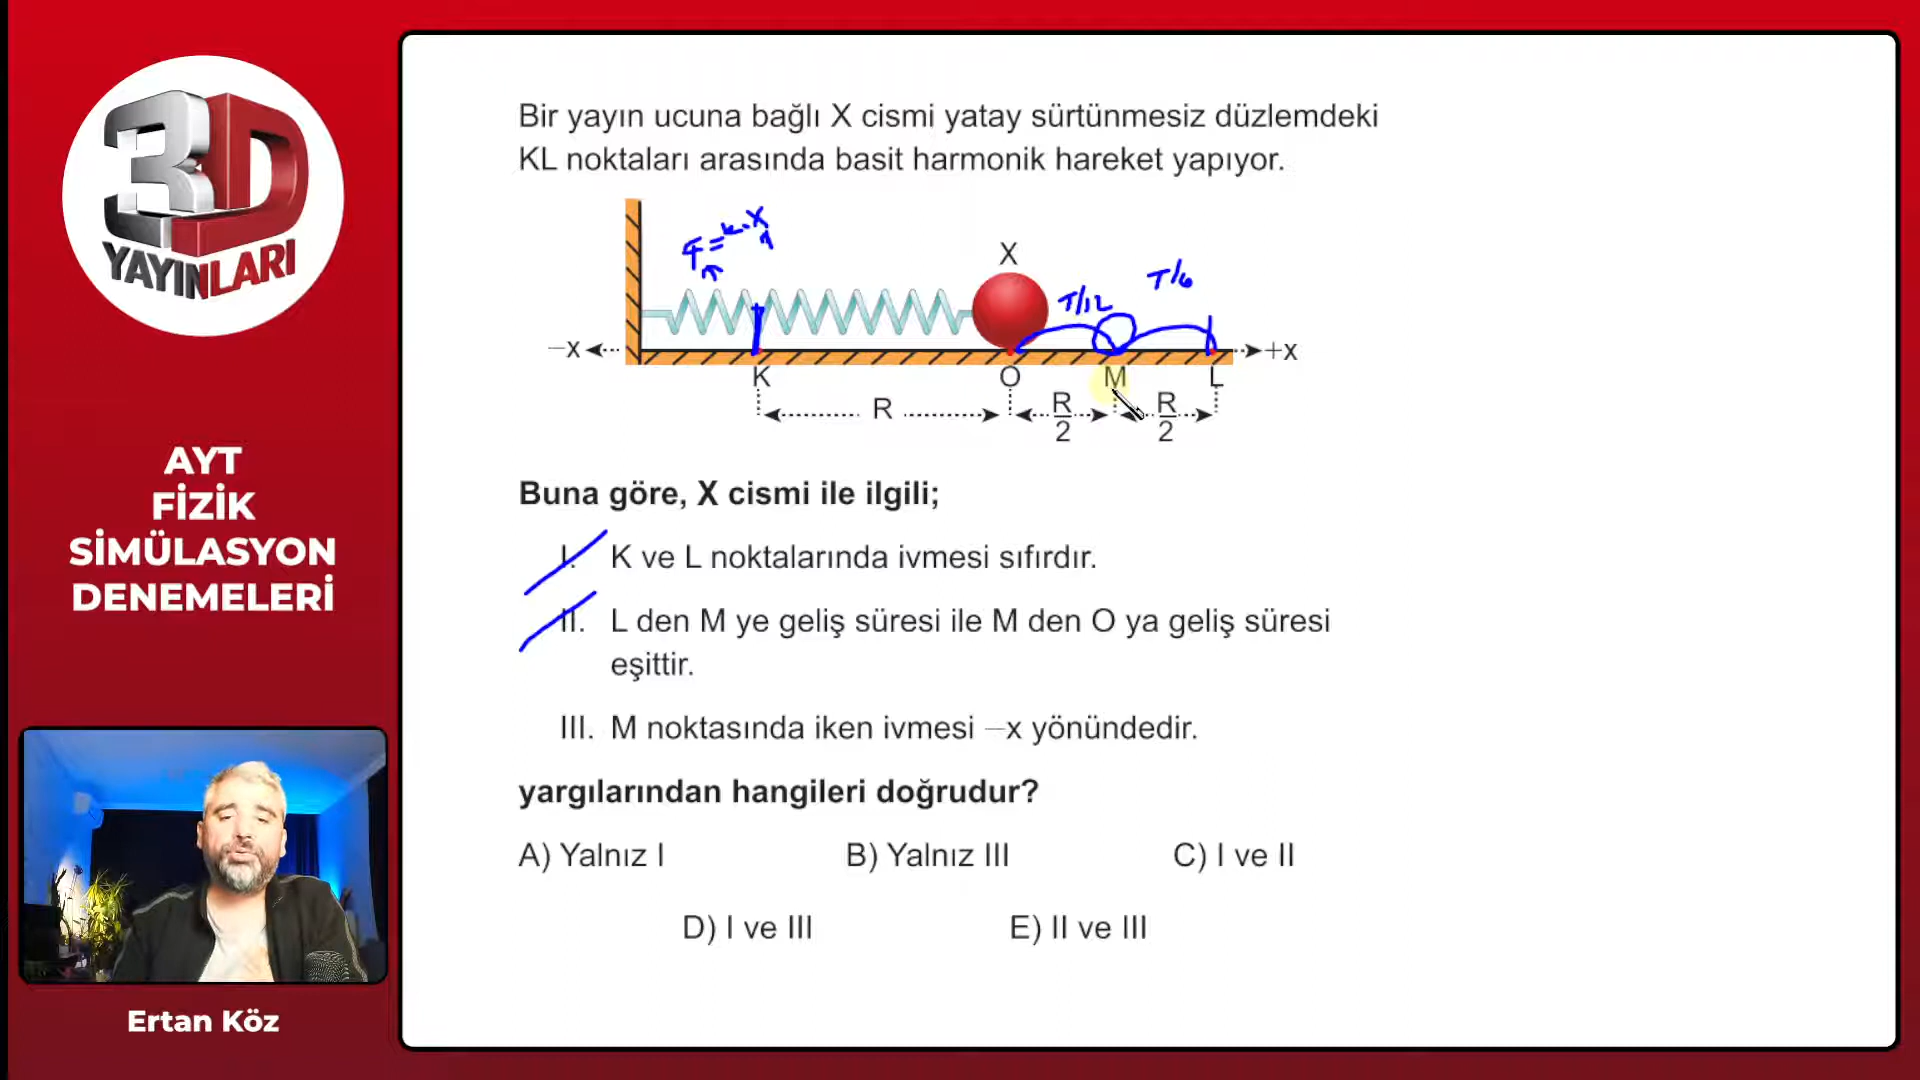 3D
YAYINLARI
AYT
FİZİK
SİMÜLASYON
DENEMELERİ
Ertan Köz
Bir yayın ucuna bağlı X cismi yatay sürtünmesiz düzlemdeki
KL noktaları arasında basit harmonik hareket yapıyor.
F = k.x
X
T/12
T/6
–x
+x
K
O
M
L
R
R/2
R/2
Buna göre, X cismi ile ilgili;
I. K ve L noktalarında ivmesi sıfırdır.
II. L den M ye geliş süresi ile M den O ya geliş süresi
eşittir.
III. M noktasında iken ivmesi –x yönündedir.
yargılarından hangileri doğrudur?
A) Yalnız I
B) Yalnız III
C) I ve II
D) I ve III
E) II ve III